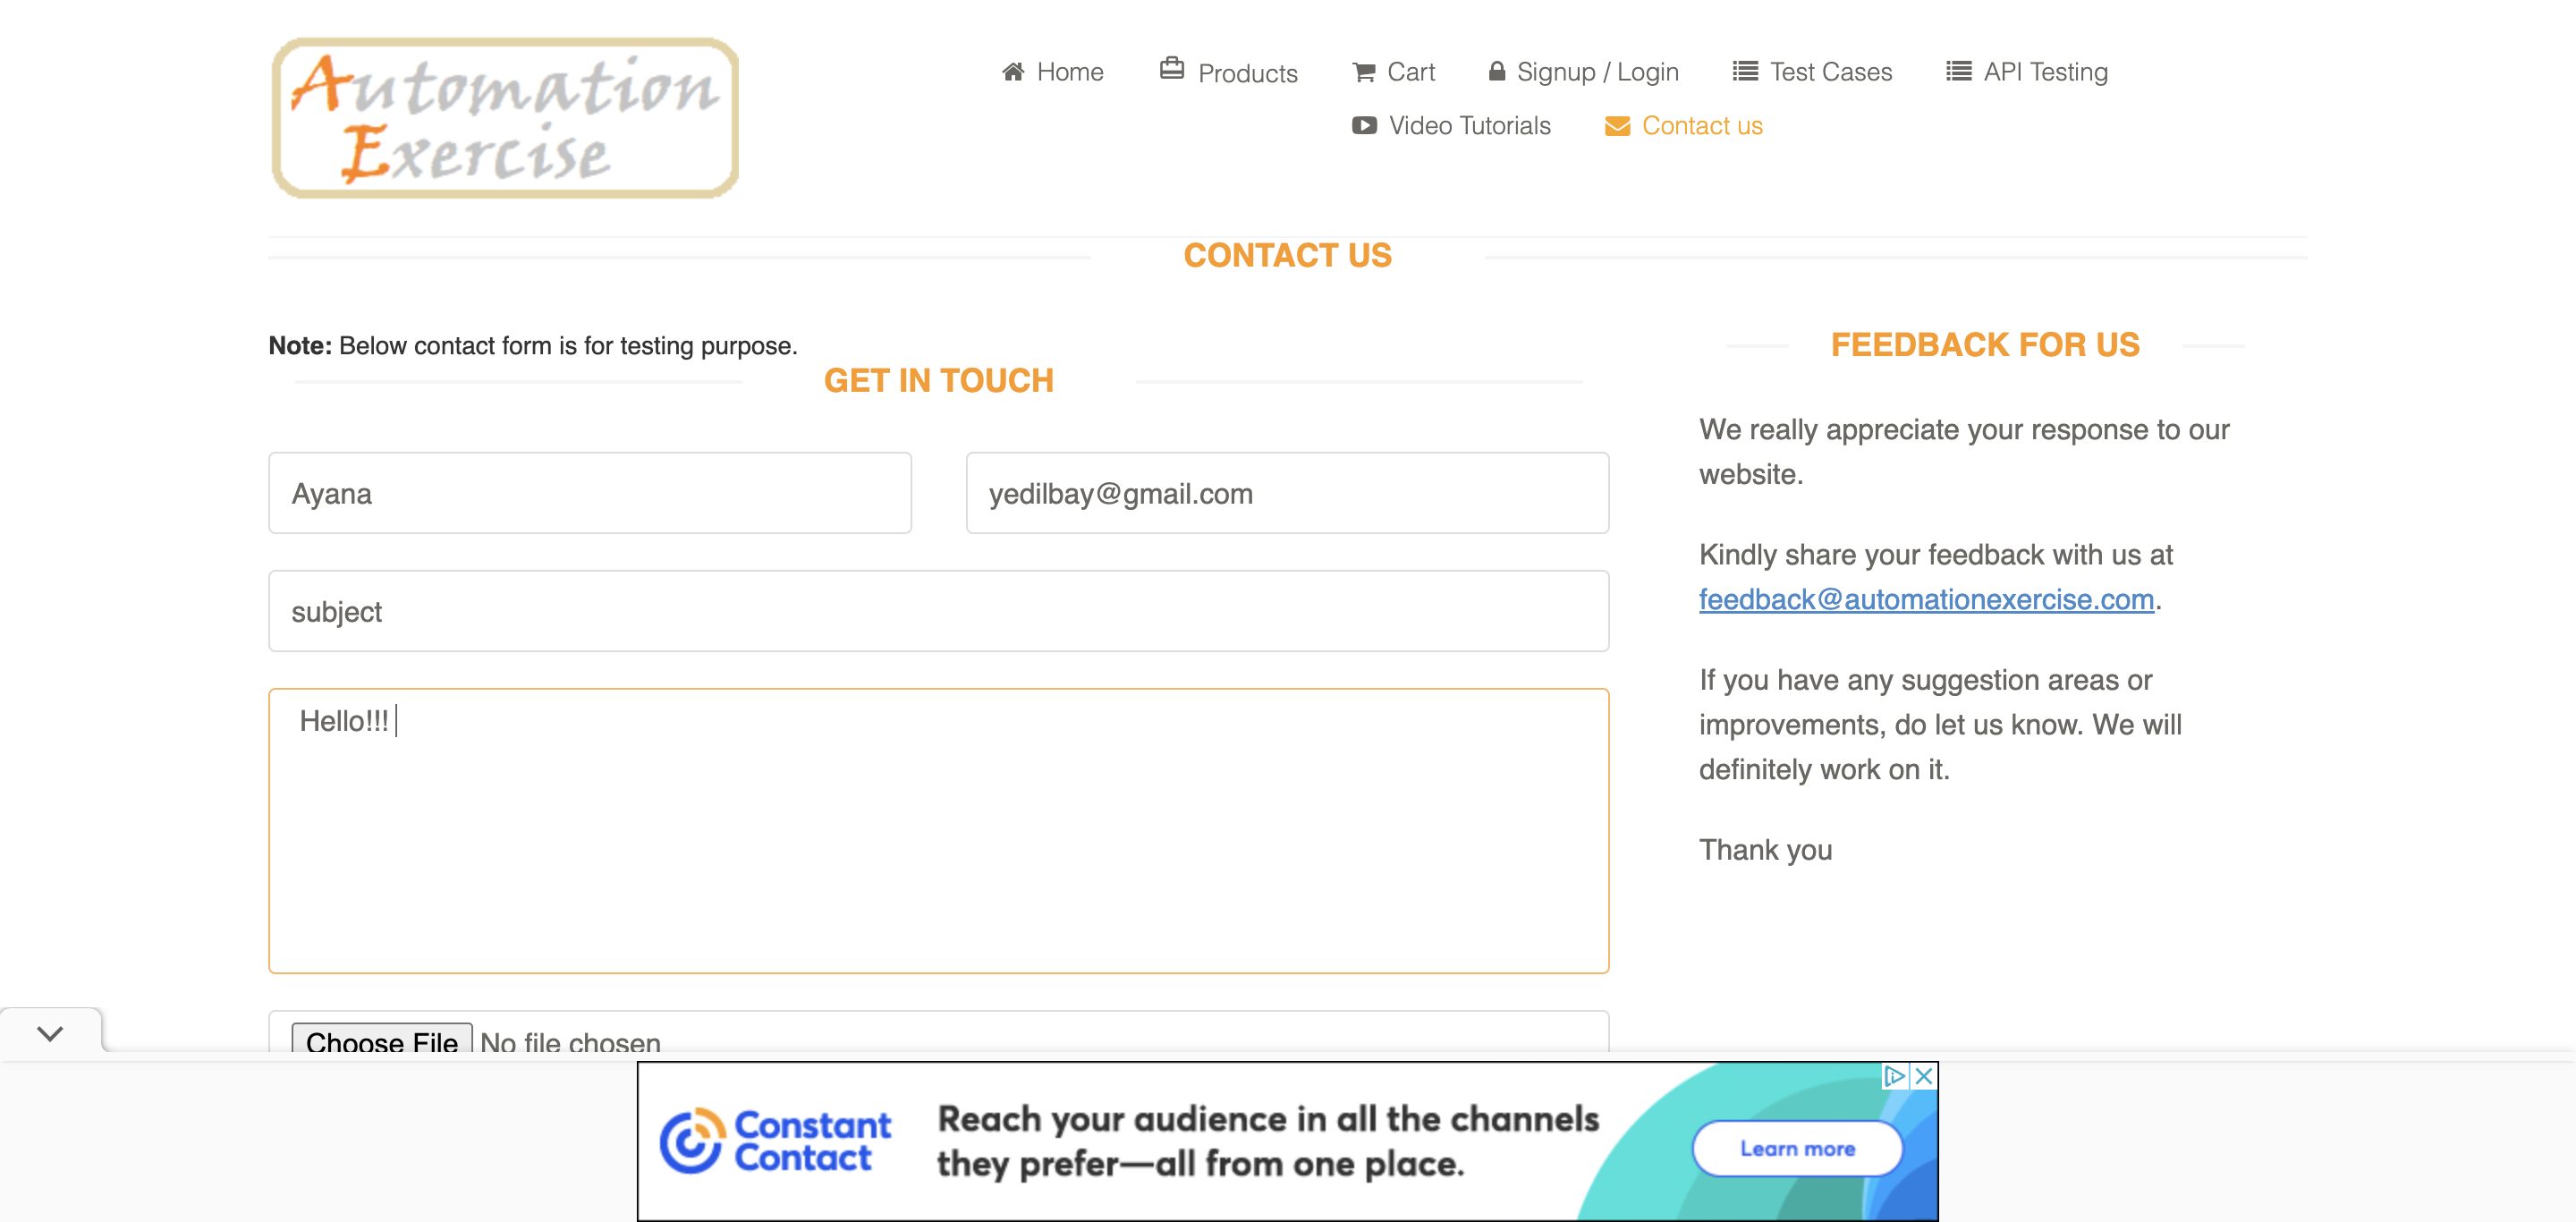 Automation
Exercise
Home
Products
Cart
Signup / Login
Test Cases
API Testing
Video Tutorials
Contact us
CONTACT US
Note: Below contact form is for testing purpose.
GET IN TOUCH
Ayana
yedilbay@gmail.com
subject
Hello!!!
Choose File No file chosen
FEEDBACK FOR US
We really appreciate your response to our
website.
Kindly share your feedback with us at
feedback@automationexercise.com.
If you have any suggestion areas or
improvements, do let us know. We will
definitely work on it.
Thank you
Constant
Contact
Reach your audience in all the channels
they prefer—all from one place.
Learn more